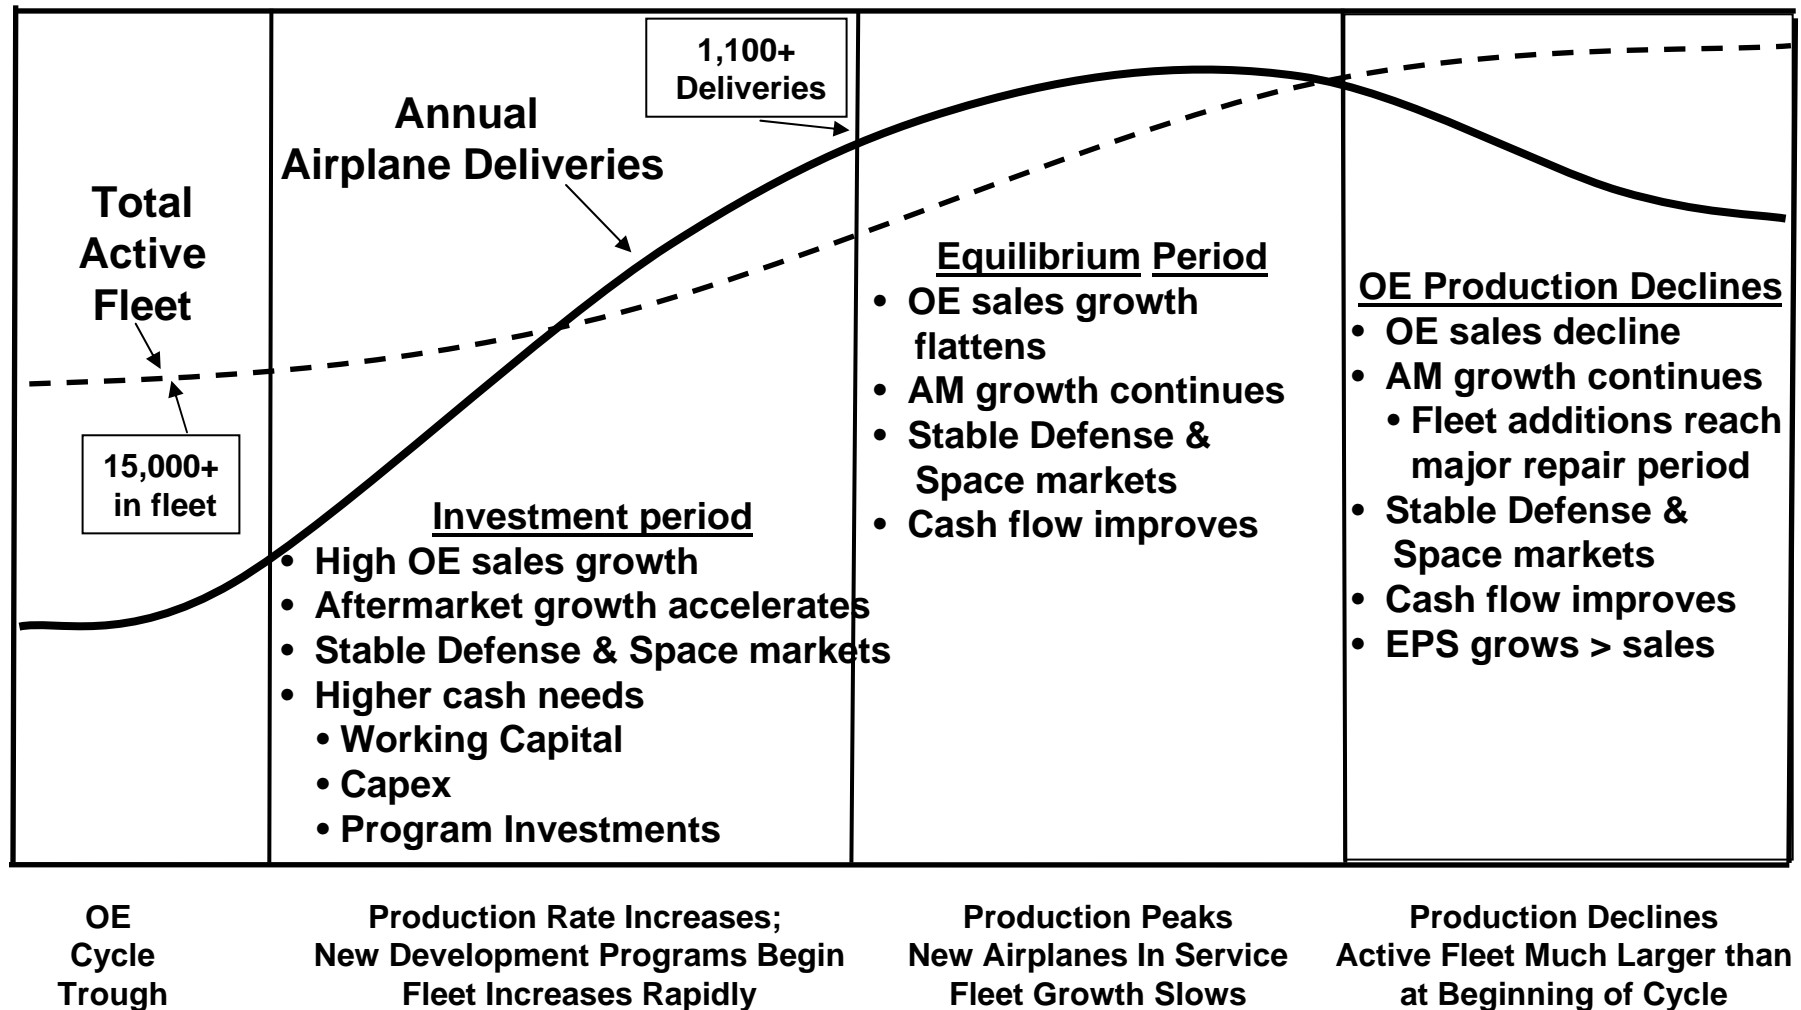 1,100+
Deliveries
Annual
Airplane Deliveries
Total
Active
Fleet
15,000+
in fleet
Investment period
• High OE sales growth
• Aftermarket growth accelerates
• Stable Defense & Space markets
• Higher cash needs
• Working Capital
• Capex
• Program Investments
Equilibrium Period
• OE sales growth
flattens
• AM growth continues
• Stable Defense &
Space markets
• Cash flow improves
OE Production Declines
• OE sales decline
• AM growth continues
• Fleet additions reach
major repair period
• Stable Defense &
Space markets
• Cash flow improves
• EPS grows > sales
OE
Cycle
Trough
Production Rate Increases;
New Development Programs Begin
Fleet Increases Rapidly
Production Peaks
New Airplanes In Service
Fleet Growth Slows
Production Declines
Active Fleet Much Larger than
at Beginning of Cycle